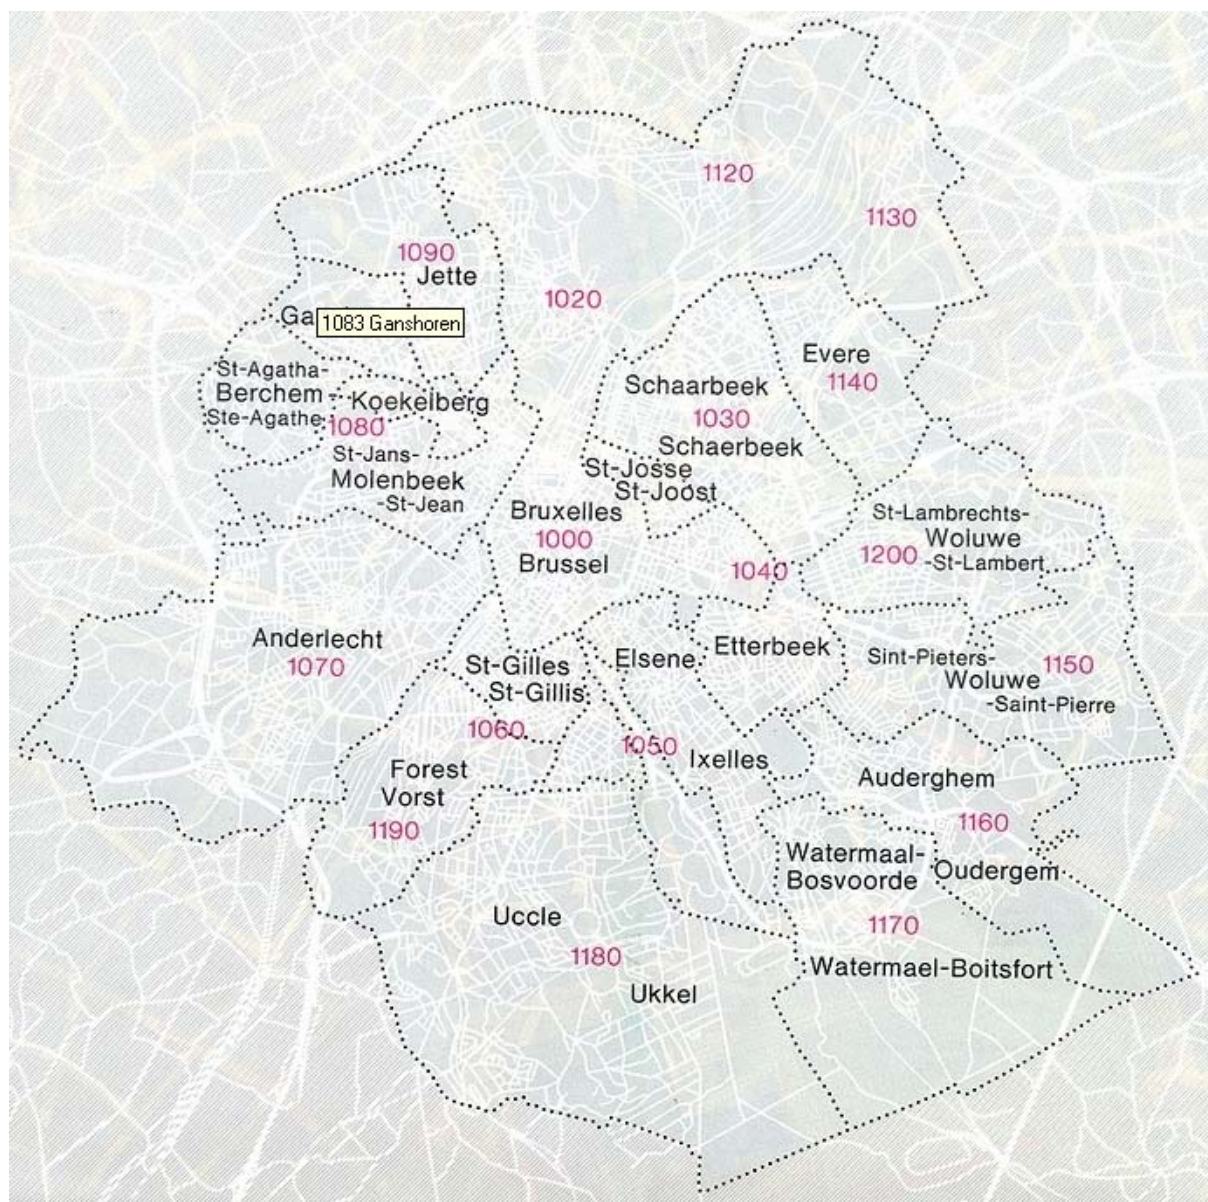 1120
1130
1090
Jette
1020
Ga
1083 Ganshoren
Evere
1140
St-Agatha-
Berchem-
Ste-Agathe
Koekelberg
1080
Schaarbeek
1030
Schaerbeek
St-Jans-
Molenbeek
-St-Jean
St-Josse
St-Joost
Bruxelles
1000
Brussel
St-Lambrechts-
Woluwe
1200
-St-Lambert
1040
Anderlecht
1070
St-Gilles
St-Gillis
1060
Elsene
Etterbeek
Sint-Pieters-
Woluwe
-Saint-Pierre
1150
1050
Ixelles
Forest
Vorst
1190
Auderghem
1160
Oudergem
Watermaal-
Bosvoorde
1170
Watermael-Boitsfort
Uccle
1180
Ukkel